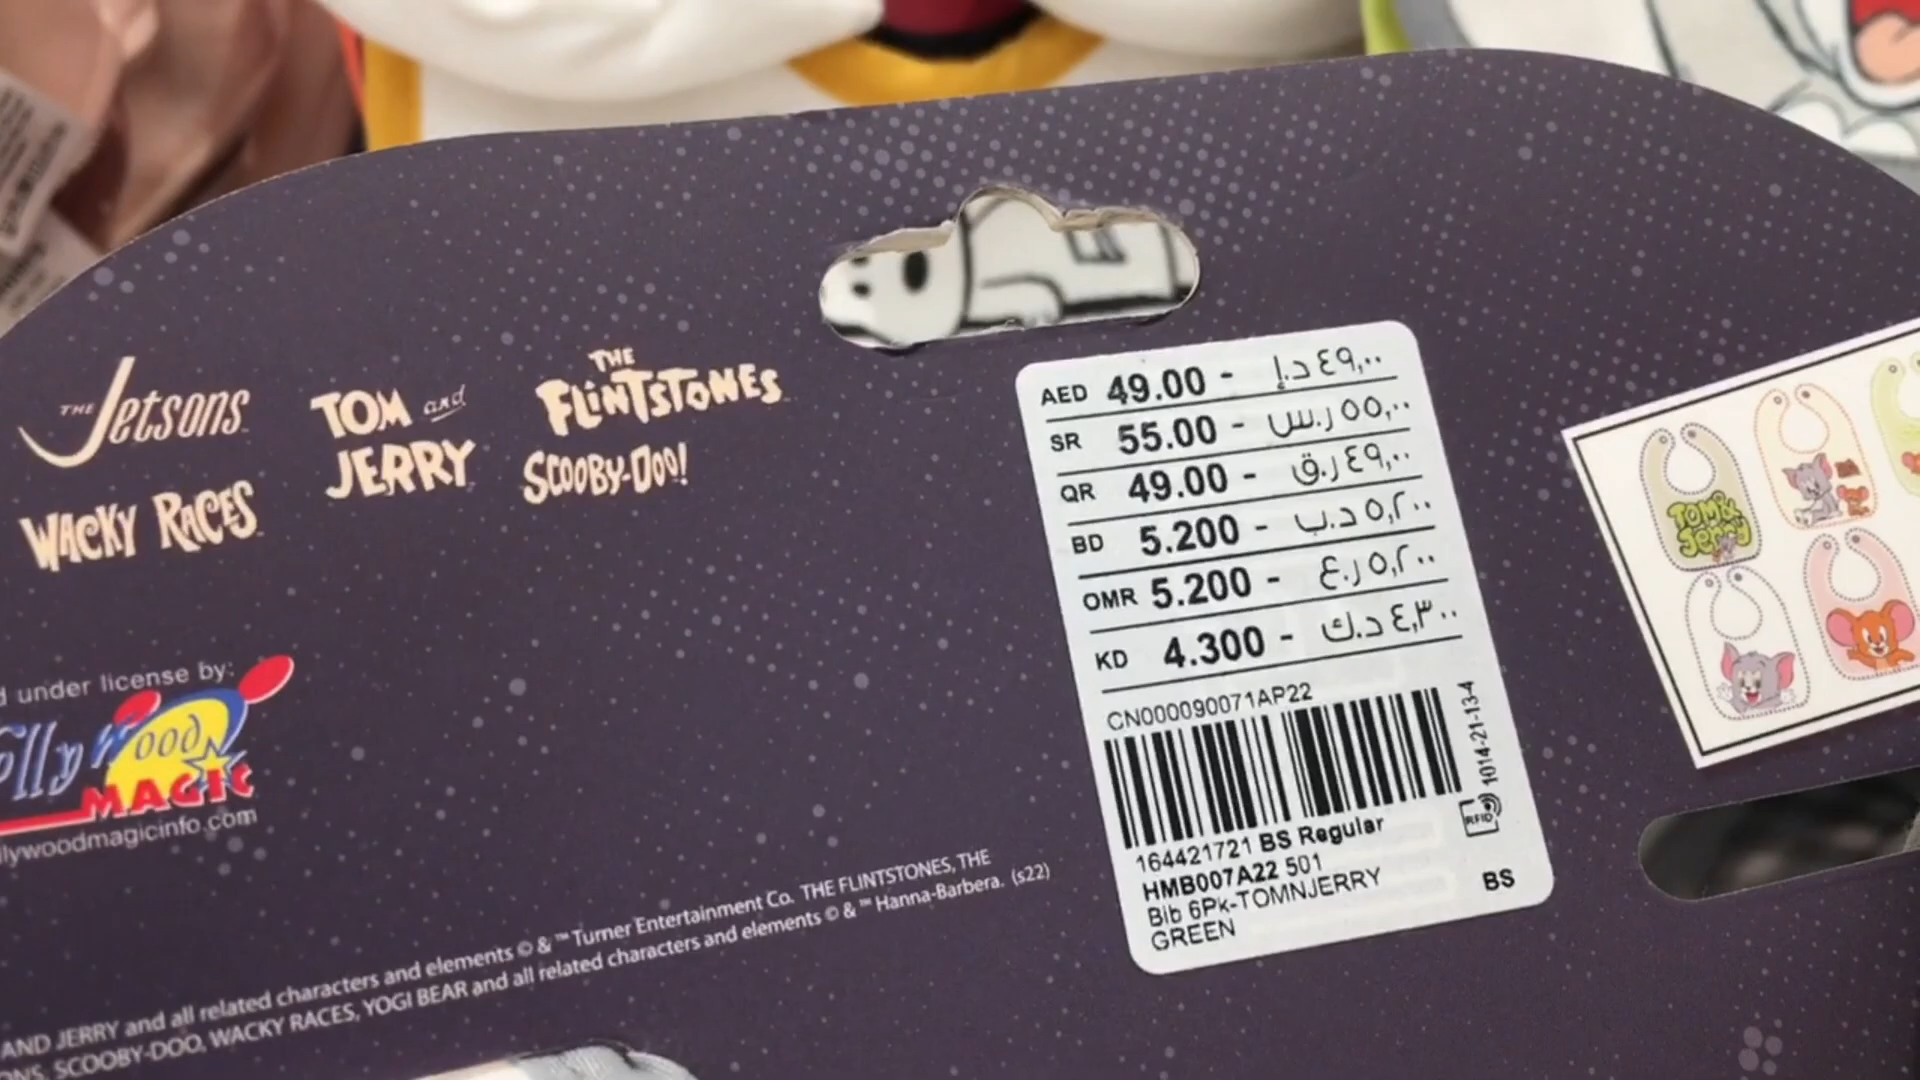 THE Jetsons
TOM and JERRY
THE FLINTSTONES
WACKY RACES
SCOOBY-DOO!
under license by:
MAGIC
AED 49.00 - ٤٩,٠٠ د.إ
SR 55.00 - ٥٥,٠٠ ر.س
QR 49.00 - ٤٩,٠٠ ر.ق
BD 5.200 - ٥,٢٠٠ د.ب
OMR 5.200 - ٥,٢٠٠ ر.ع
KD 4.300 - ٤,٣٠٠ د.ك
CN000090071AP22
1014-21-13-4
RFID
164421721 BS Regular
HMB007A22 501
Bib 6Pk-TOMNJERRY
GREEN
BS
TOM & Jerry
AND JERRY and all related characters and elements © & ™ Turner Entertainment Co. THE FLINTSTONES, THE
SCOOBY-DOO, WACKY RACES, YOGI BEAR and all related characters and elements © & ™ Hanna-Barbera. (s22)